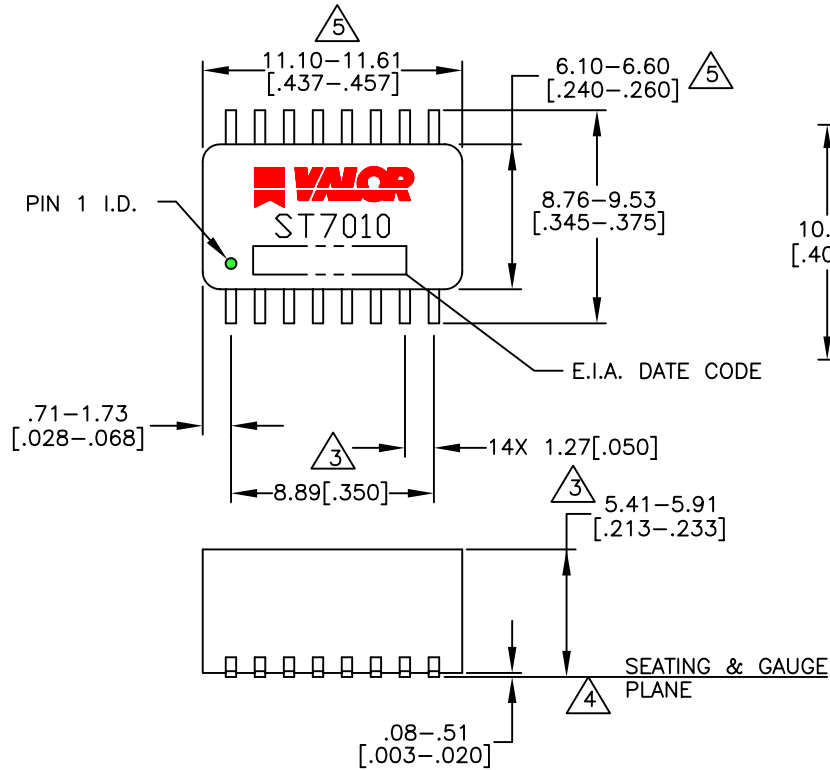 5
11.10–11.61
[.437–.457]
6.10–6.60
[.240–.260]
5
PIN 1 I.D.
VALOR
ST7010
8.76–9.53
[.345–.375]
10.
[.40
E.I.A. DATE CODE
.71–1.73
[.028–.068]
3
14X 1.27[.050]
8.89[.350]
3
5.41–5.91
[.213–.233]
SEATING & GAUGE
PLANE
4
.08–.51
[.003–.020]